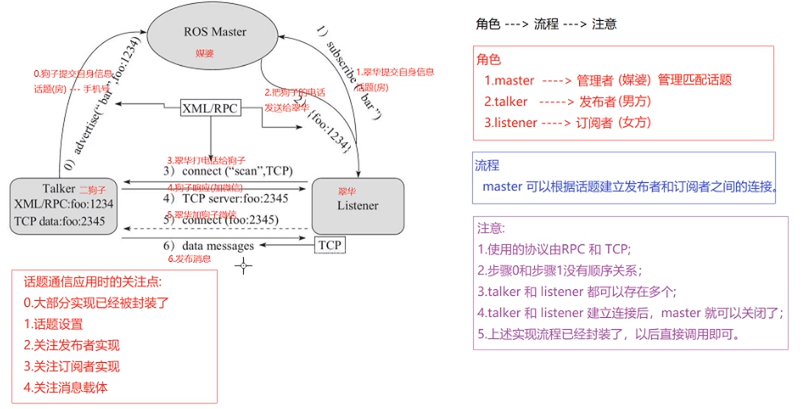 ROS Master
媒婆
0.狗子提交自身信息
话题(房) --- 手机号
0) advertise("bar",foo:1234)
1) subscribe("bar")
1.翠华提交自身信息
话题(房)
XML/RPC
2.把狗子的电话
发送给翠华
{foo:1234}
3.翠华打电话给狗子
3) connect ("scan",TCP)
4.狗子响应(加微信)
4) TCP server:foo:2345
5.翠华加狗子微信
5) connect (foo:2345)
6) data messages
TCP
6.发布消息
Talker 二狗子
XML/RPC:foo:1234
TCP data:foo:2345
翠华
Listener
话题通信应用时的关注点:
0.大部分实现已经被封装了
1.话题设置
2.关注发布者实现
3.关注订阅者实现
4.关注消息载体
角色 ---> 流程 ---> 注意
角色
1.master ----> 管理者 (媒婆) 管理匹配话题
2.talker -----> 发布者 (男方)
3.listener ----> 订阅者 (女方)
流程
master 可以根据话题建立发布者和订阅者之间的连接。
注意:
1.使用的协议由RPC 和 TCP;
2.步骤0和步骤1没有顺序关系;
3.talker 和 listener 都可以存在多个;
4.talker 和 listener 建立连接后，master 就可以关闭了;
5.上述实现流程已经封装了，以后直接调用即可。